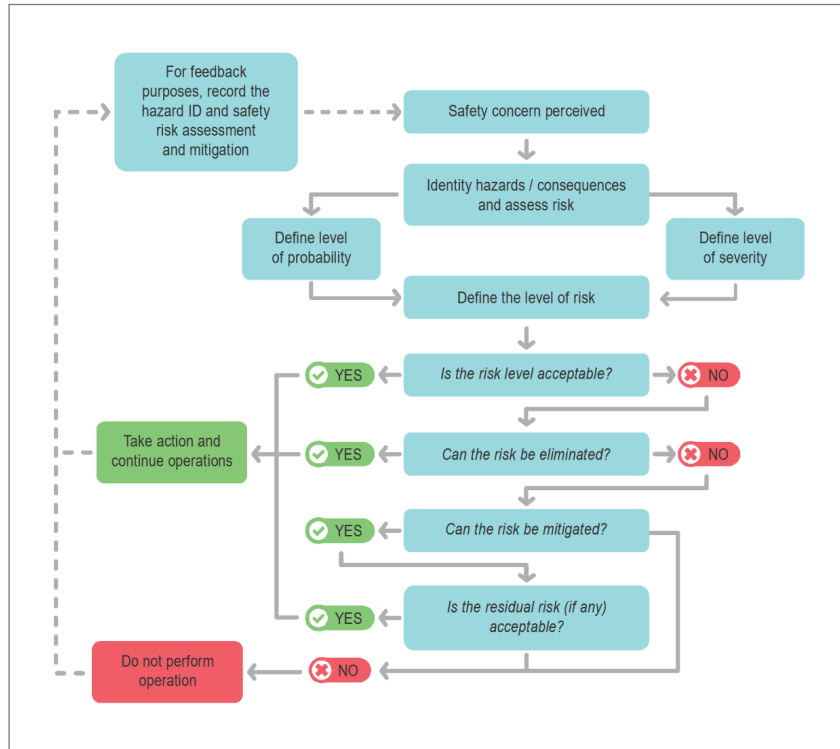 For feedback
purposes, record the
hazard ID and safety
risk assessment
and mitigation
Safety concern perceived
Identity hazards / consequences
and assess risk
Define level
of probability
Define level
of severity
Define the level of risk
YES
Is the risk level acceptable?
NO
Take action and
continue operations
YES
Can the risk be eliminated?
NO
YES
Can the risk be mitigated?
YES
Is the residual risk (if any)
acceptable?
Do not perform
operation
NO